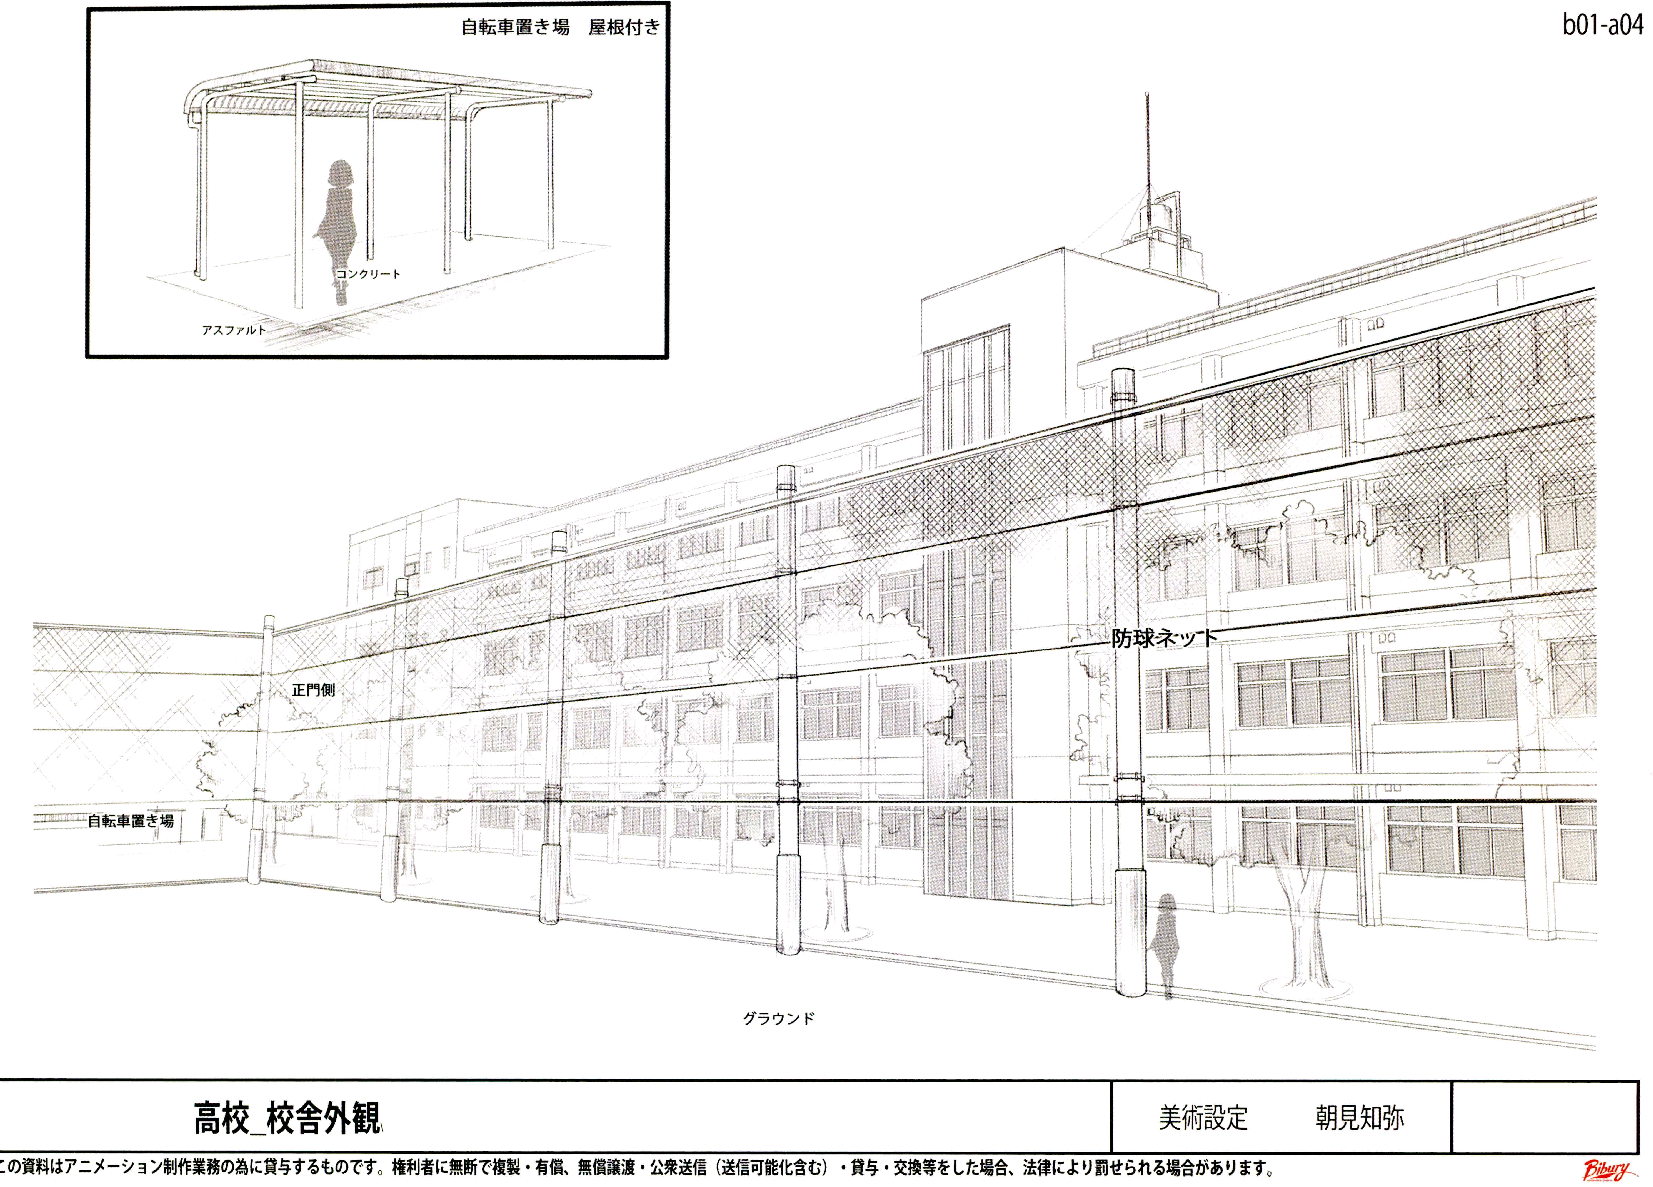 自転車置き場　屋根付き
b01-a04
コンクリート
アスファルト
防球ネット
正門側
自転車置き場
グラウンド
高校_校舎外観
美術設定　朝見知弥
この資料はアニメーション制作業務の為に貸与するものです。権利者に無断で複製・有償、無償譲渡・公衆送信（送信可能化含む）・貸与・交換等をした場合、法律により罰せられる場合があります。
Bibury